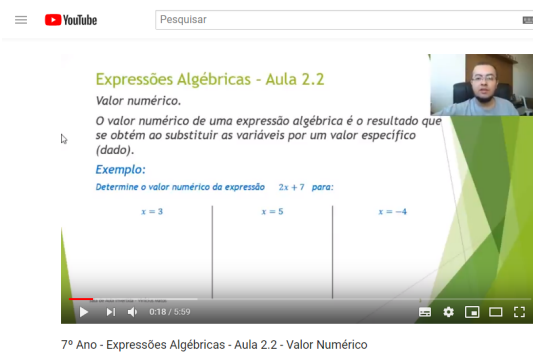 YouTube
Pesquisar
Expressões Algébricas - Aula 2.2
Valor numérico.
O valor numérico de uma expressão algébrica é o resultado que
se obtém ao substituir as variáveis por um valor específico
(dado).
Exemplo:
Determine o valor numérico da expressão 2x + 7 para:
x = 3 x = 5 x = −4
0:18 / 5:59
7º Ano - Expressões Algébricas - Aula 2.2 - Valor Numérico